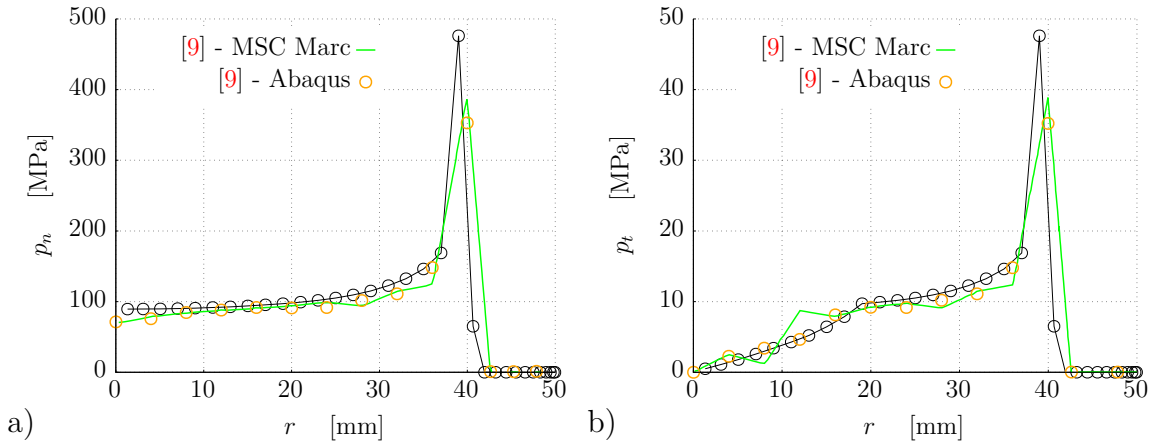 500
400
300
200
100
0
0 10 20 30 40 50
p_n [MPa]
r [mm]
[9] - MSC Marc
[9] - Abaqus
a)
50
40
30
20
10
0
0 10 20 30 40 50
p_t [MPa]
r [mm]
[9] - MSC Marc
[9] - Abaqus
b)